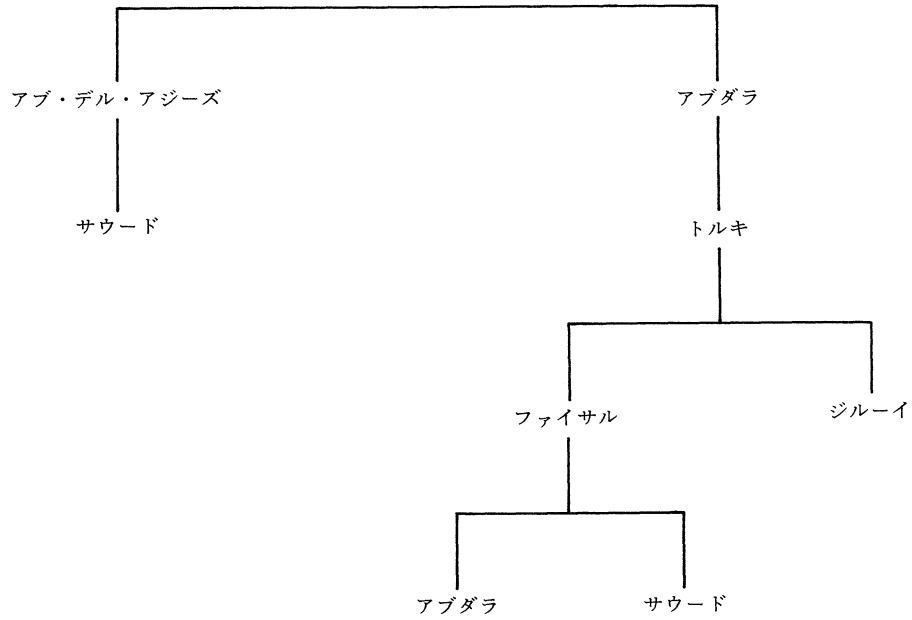 アブ・デル・アジーズ
アブダラ
サウード
トルキ
ファイサル
ジルーイ
アブダラ
サウード